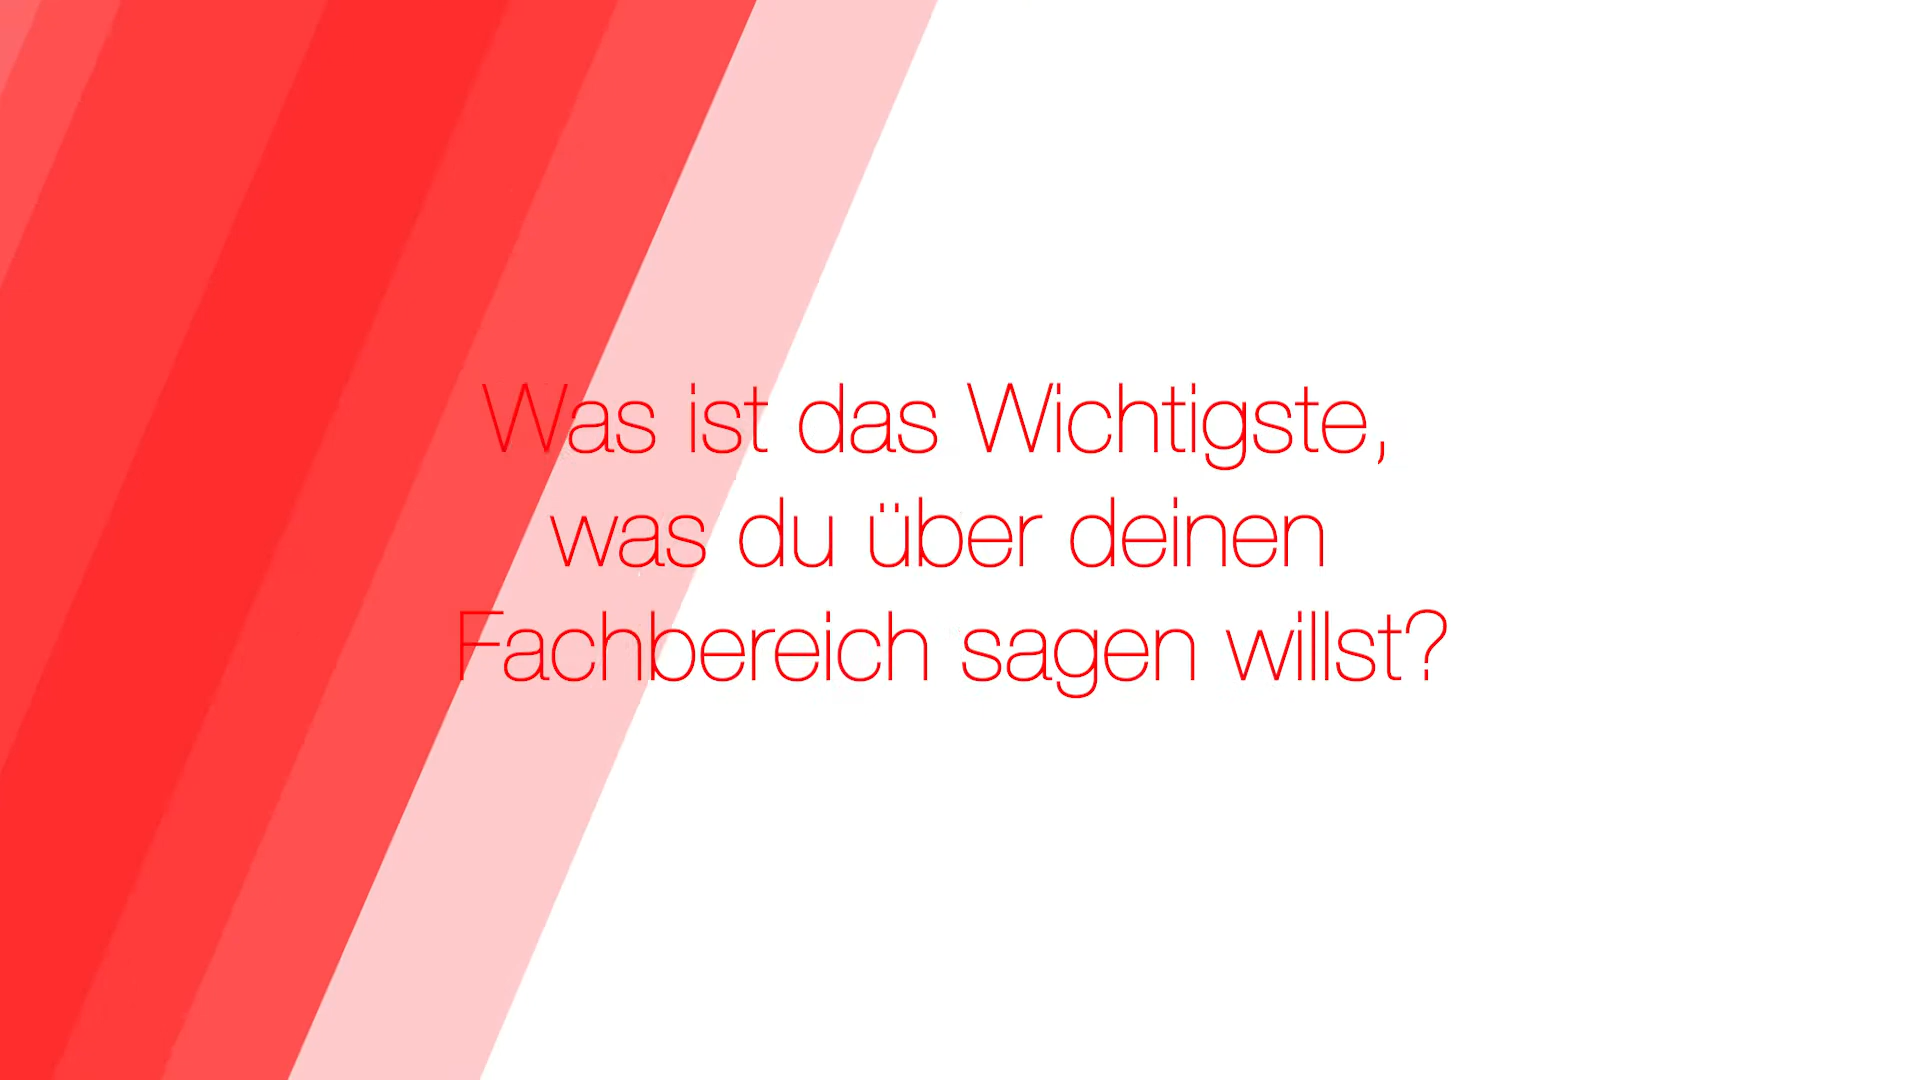 Was ist das Wichtigste,
was du über deinen
Fachbereich sagen willst?